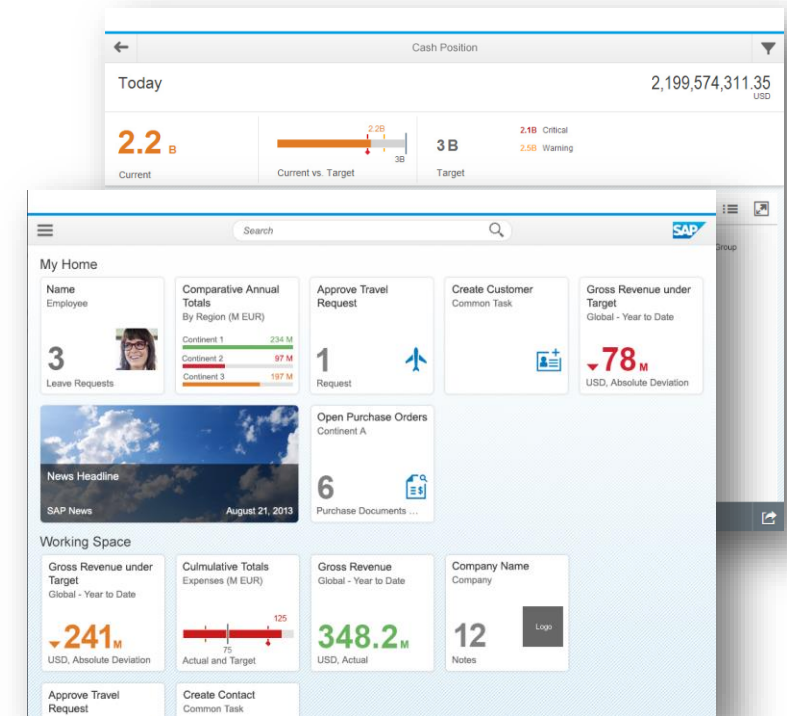 Cash Position
Today
2,199,574,311.35
USD
2.2 B
Current
2.2B
3B
Current vs. Target
3 B
Target
2.1B Critical
2.5B Warning
Group
Search
SAP
My Home
Name
Employee
3
Leave Requests
Comparative Annual
Totals
By Region (M EUR)
Continent 1 234 M
Continent 2 97 M
Continent 3 197 M
Approve Travel
Request
1
Request
Create Customer
Common Task
Gross Revenue under
Target
Global - Year to Date
78 M
USD, Absolute Deviation
News Headline
SAP News August 21, 2013
Open Purchase Orders
Continent A
6
Purchase Documents ...
Working Space
Gross Revenue under
Target
Global - Year to Date
241 M
USD, Absolute Deviation
Culmulative Totals
Expenses (M EUR)
125
75
Actual and Target
Gross Revenue
Global - Year to Date
348.2 M
USD, Actual
Company Name
Company
12
Logo
Notes
Approve Travel
Request
Create Contact
Common Task